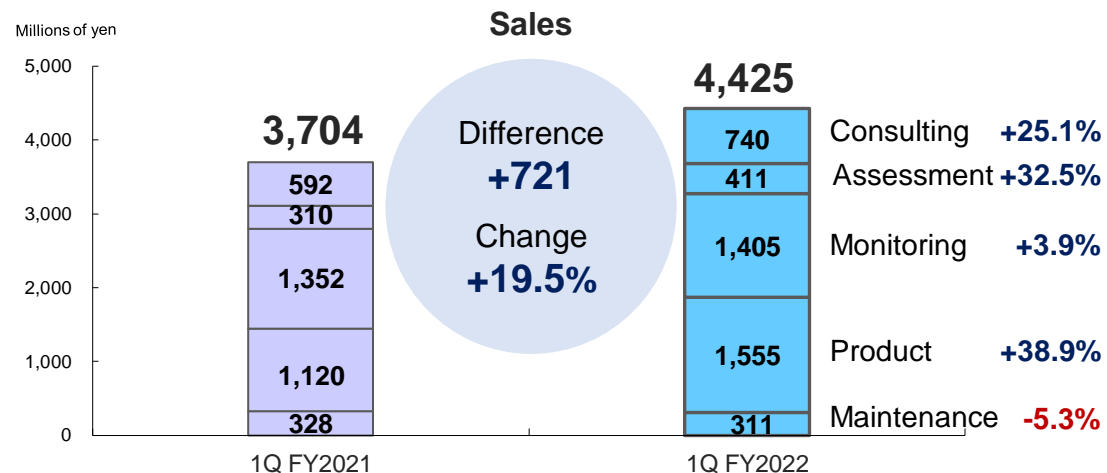 Sales
Millions of yen
5,000
4,000
3,000
2,000
1,000
0
3,704
592
310
1,352
1,120
328
1Q FY2021
Difference
+721
Change
+19.5%
4,425
740
411
1,405
1,555
311
1Q FY2022
Consulting +25.1%
Assessment +32.5%
Monitoring +3.9%
Product +38.9%
Maintenance -5.3%